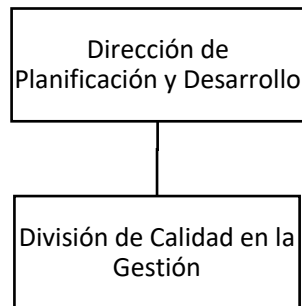 Dirección de
Planificación y Desarrollo
División de Calidad en la
Gestión